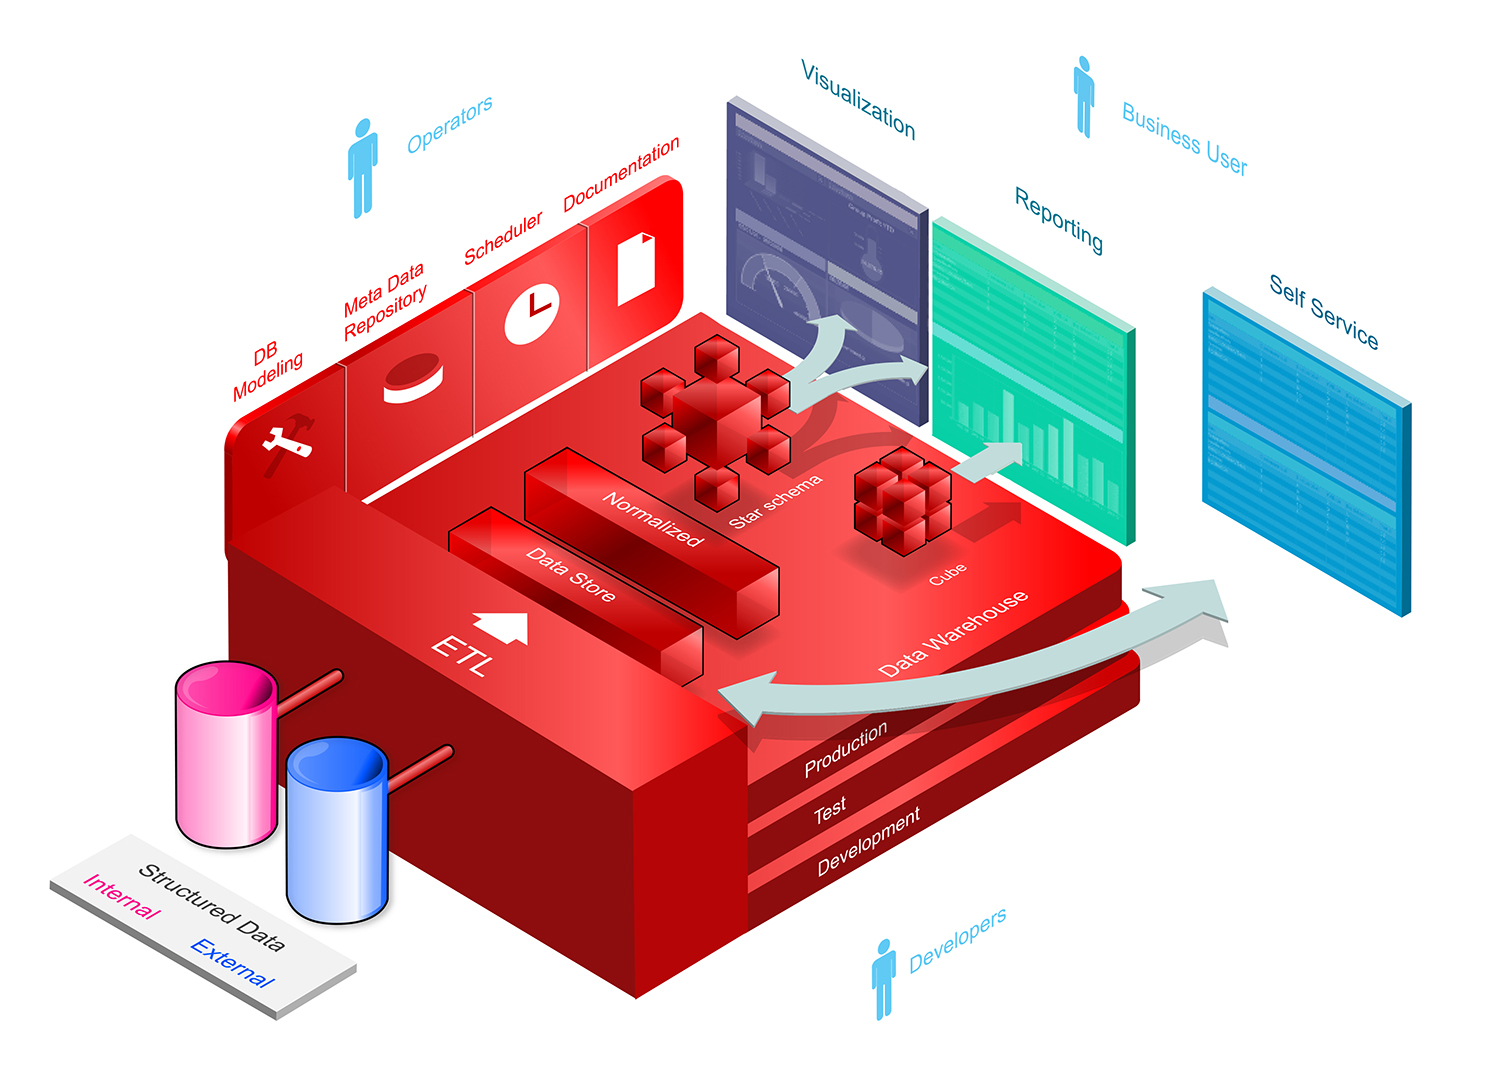 Visualization
Business User
Operators
Documentation
Reporting
Scheduler
Meta Data
Repository
Self Service
DB
Modeling
Star schema
Normalized
Cube
Data Store
Data Warehouse
ETL
Production
Test
Development
Structured Data
Internal
External
Developers